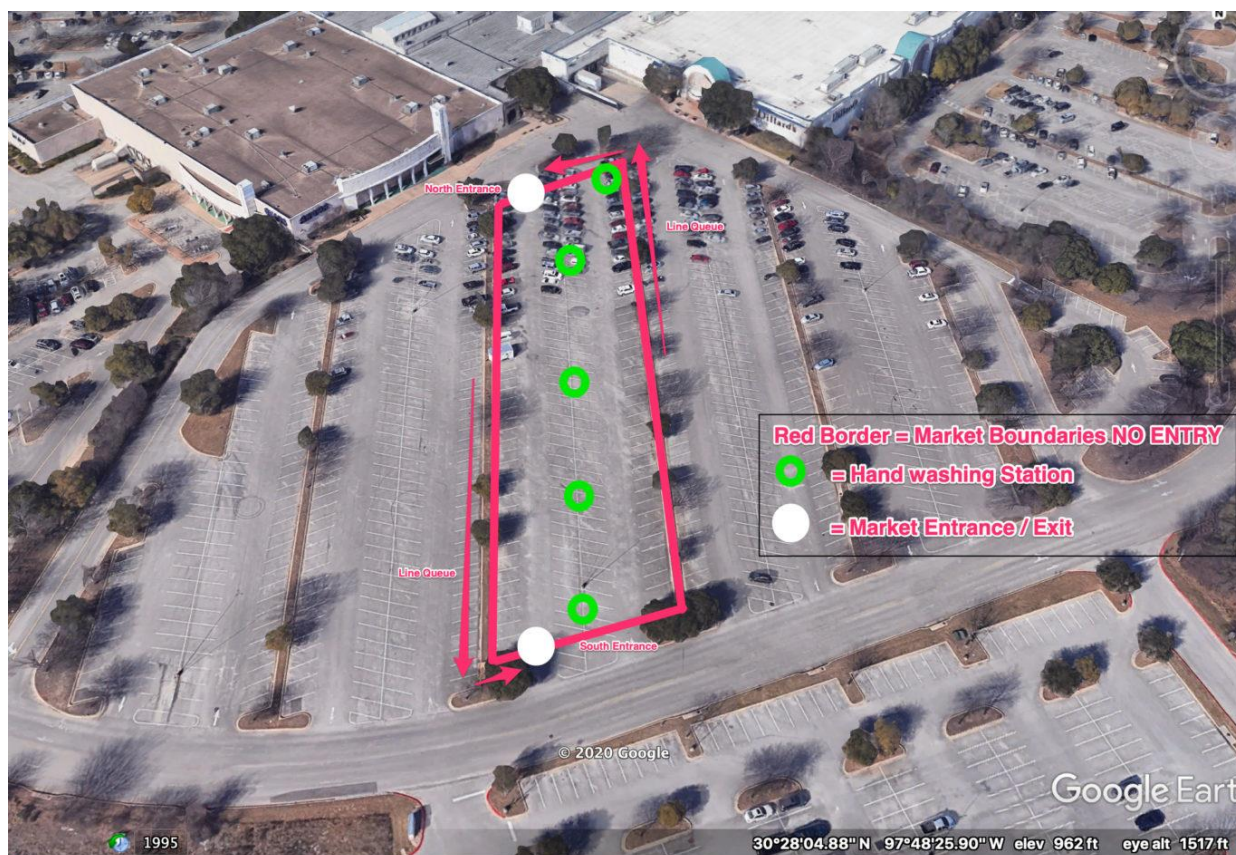 N
Dillard's
North Entrance
Line Queue
Red Border = Market Boundaries NO ENTRY
= Hand washing Station
= Market Entrance / Exit
Line Queue
South Entrance
© 2020 Google
Google Eart
1995
30°28'04.88" N 97°48'25.90" W elev 962 ft eye alt 1517 ft